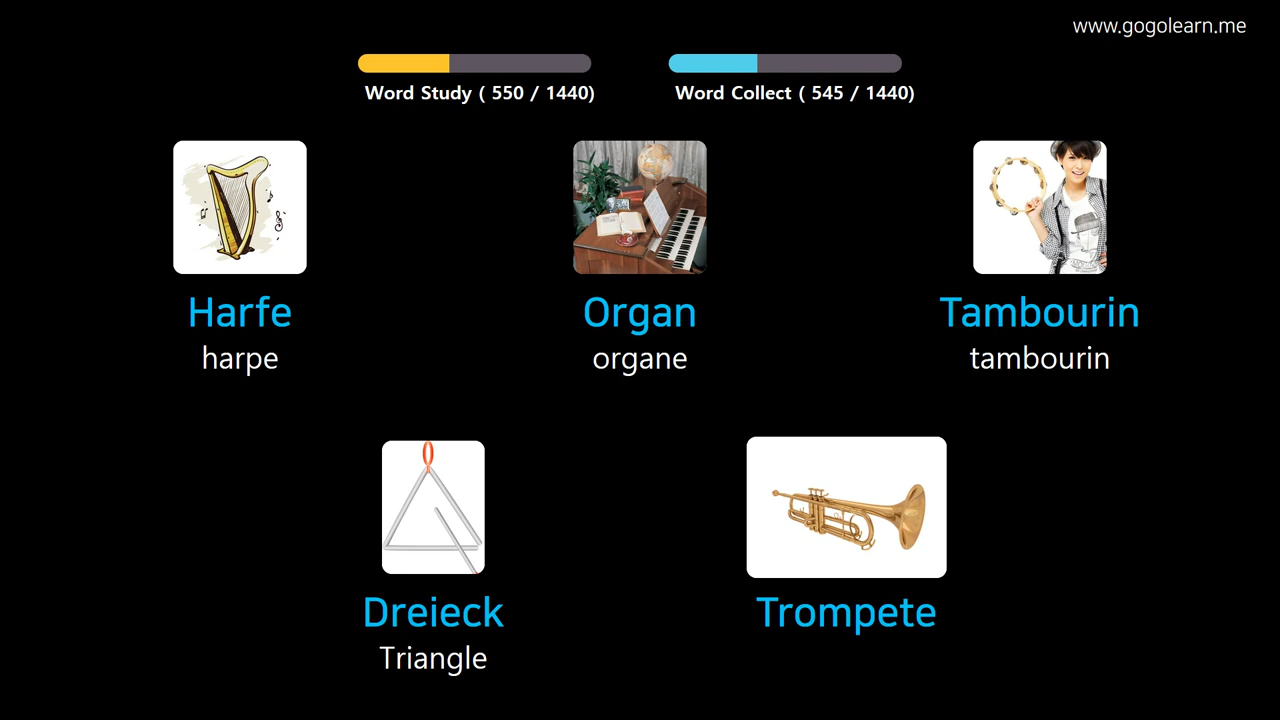 www.gogolearn.me
Word Study ( 550 / 1440)
Word Collect ( 545 / 1440)
Harfe
harpe
Organ
organe
Tambourin
tambourin
Dreieck
Triangle
Trompete